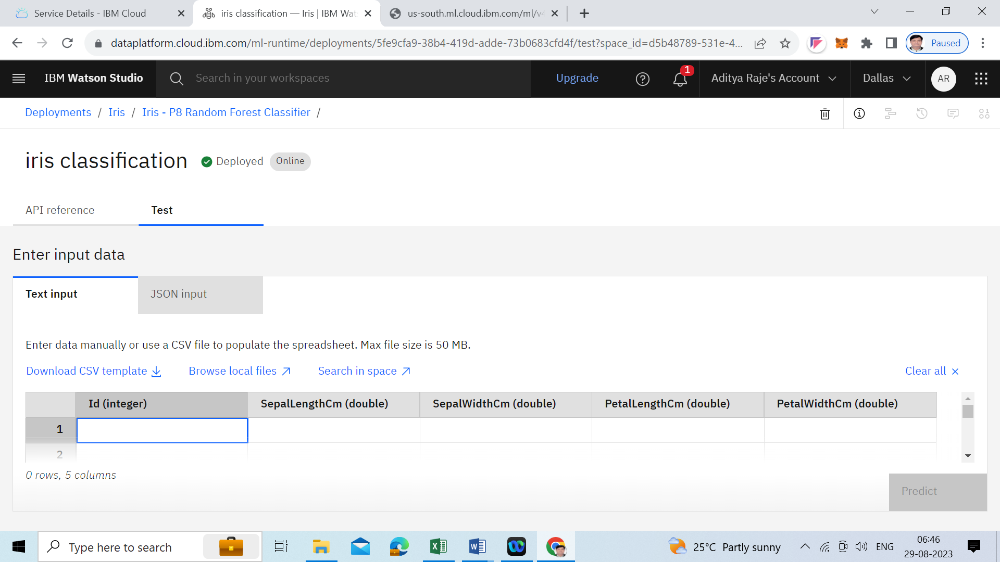 Service Details - IBM Cloud
iris classification — Iris | IBM Wat
us-south.ml.cloud.ibm.com/ml/v4
dataplatform.cloud.ibm.com/ml-runtime/deployments/5fe9cfa9-38b4-419d-adde-73b0683cfd4f/test?space_id=d5b48789-531e-4...
Paused
IBM Watson Studio
Search in your workspaces
Upgrade
1
Aditya Raje's Account
Dallas
AR
Deployments / Iris / Iris - P8 Random Forest Classifier /
iris classification
Deployed
Online
API reference
Test
Enter input data
Text input
JSON input
Enter data manually or use a CSV file to populate the spreadsheet. Max file size is 50 MB.
Download CSV template
Browse local files
Search in space
Clear all
Id (integer)
SepalLengthCm (double)
SepalWidthCm (double)
PetalLengthCm (double)
PetalWidthCm (double)
1
2
0 rows, 5 columns
Predict
Type here to search
25°C Partly sunny
ENG
06:46
29-08-2023